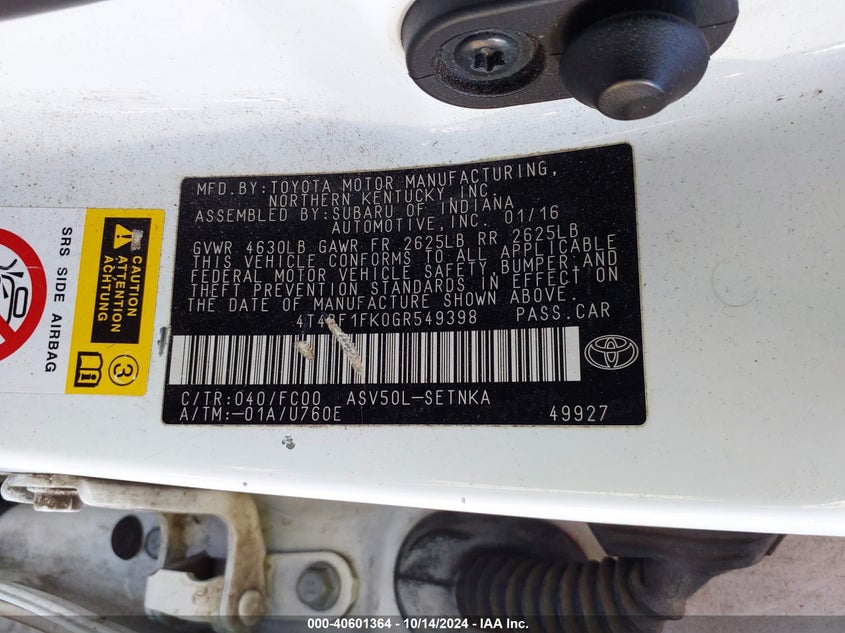 MFD.BY:TOYOTA MOTOR MANUFACTURING,
NORTHERN KENTUCKY INC.
ASSEMBLED BY:SUBARU OF INDIANA
AUTOMOTIVE,INC. 01/16
GVWR 4630LB GAWR FR 2625LB RR 2625LB
THIS VEHICLE CONFORMS TO ALL APPLICABLE
FEDERAL MOTOR VEHICLE SAFETY,BUMPER,AND
THEFT PREVENTION STANDARDS IN EFFECT ON
THE DATE OF MANUFACTURE SHOWN ABOVE.
4T4BF1FK0GR549398 PASS.CAR
C/TR:040/FC00 ASV50L-SETNKA
A/TM:-01A/U760E 49927
SRS SIDE AIRBAG
CAUTION
ATTENTION
ACHTUNG
3
000-40601364 - 10/14/2024 - IAA Inc.